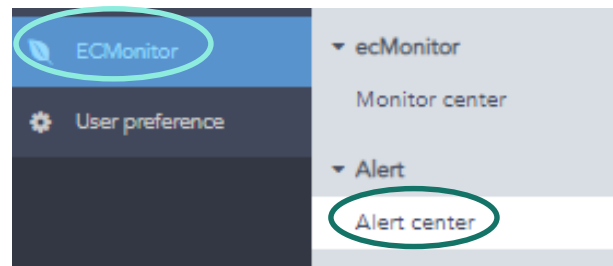 ECMonitor
User preference
ecMonitor
Monitor center
Alert
Alert center